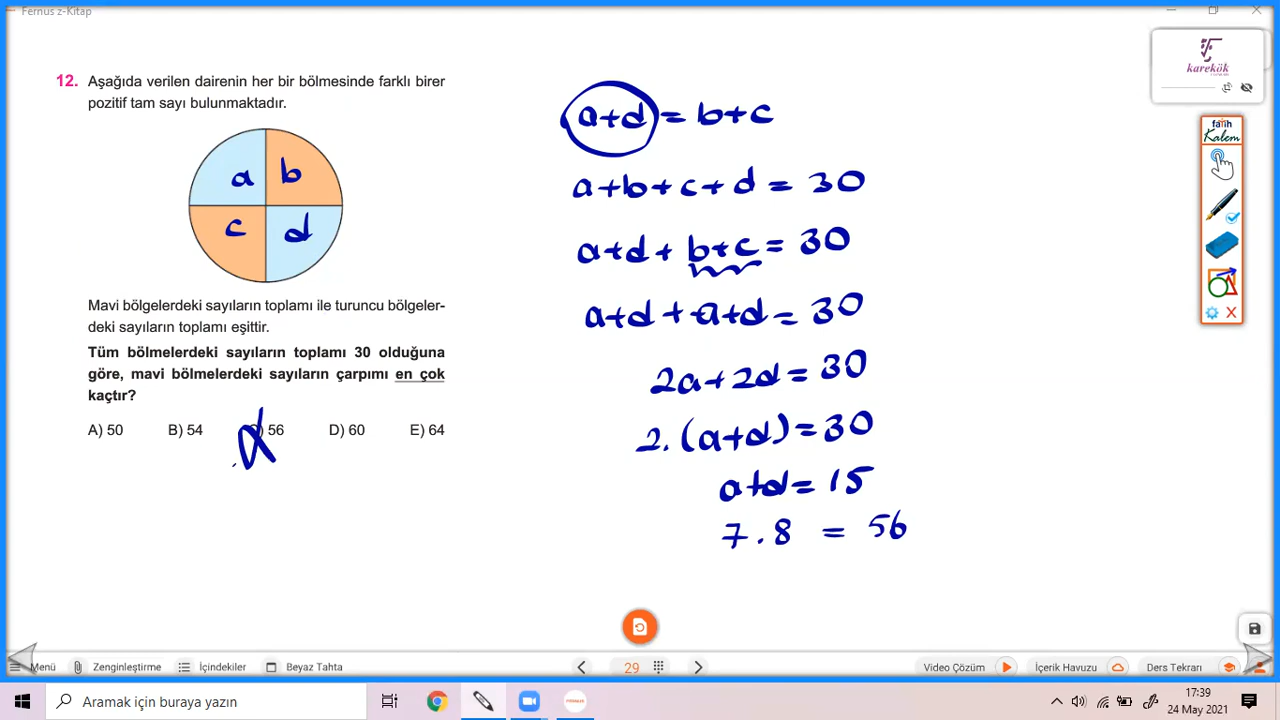 Fernus z-Kitap
karekök
12. Aşağıda verilen dairenin her bir bölmesinde farklı birer
pozitif tam sayı bulunmaktadır.
a b
c d
Mavi bölgelerdeki sayıların toplamı ile turuncu bölgeler-
deki sayıların toplamı eşittir.
Tüm bölmelerdeki sayıların toplamı 30 olduğuna
göre, mavi bölmelerdeki sayıların çarpımı en çok
kaçtır?
A) 50 B) 54 C) 56 D) 60 E) 64
a+d = b+c
a+b+c+d = 30
a+d + b+c = 30
a+d + a+d = 30
2a+2d = 30
2.(a+d) = 30
a+d = 15
7.8 = 56
fatih
Kalem
Menü Zenginleştirme İçindekiler Beyaz Tahta 29 Video Çözüm İçerik Havuzu Ders Tekrarı
Aramak için buraya yazın
17:39
24 May 2021